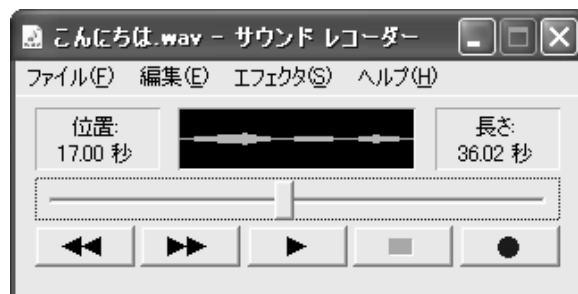 こんにちは.wav - サウンド レコーダー
ファイル(F) 編集(E) エフェクタ(S) ヘルプ(H)
位置:
17.00 秒
長さ:
36.02 秒